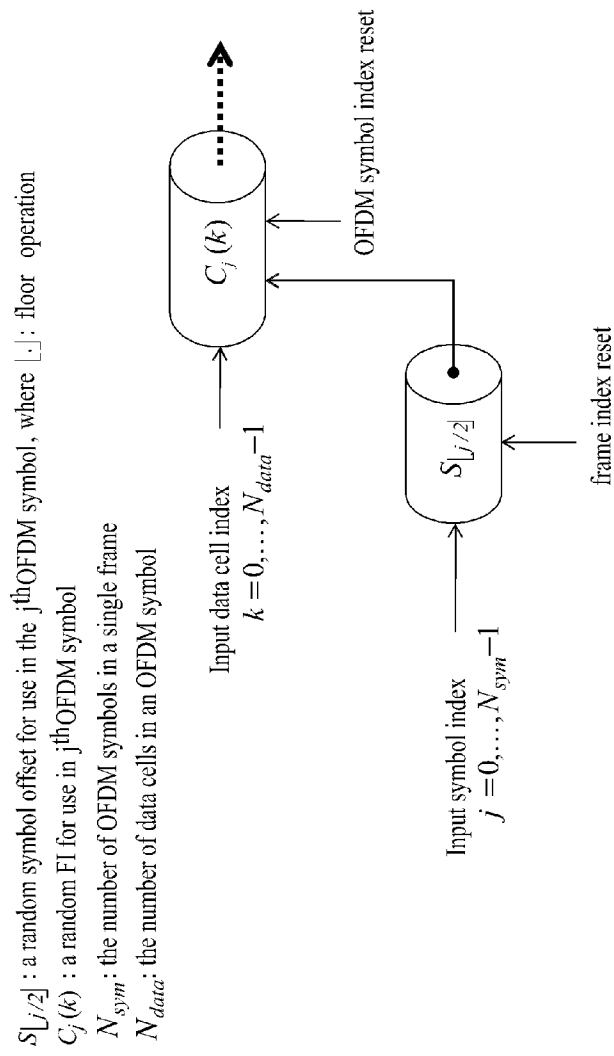 S⌊j/2⌋ : a random symbol offset for use in the jthOFDM symbol, where ⌊·⌋ : floor operation
Cj(k) : a random FI for use in jthOFDM symbol
Nsym : the number of OFDM symbols in a single frame
Ndata : the number of data cells in an OFDM symbol
Input data cell index
k = 0,…,Ndata−1
Cj(k)
OFDM symbol index reset
Input symbol index
j = 0,…,Nsym−1
S⌊j/2⌋
frame index reset